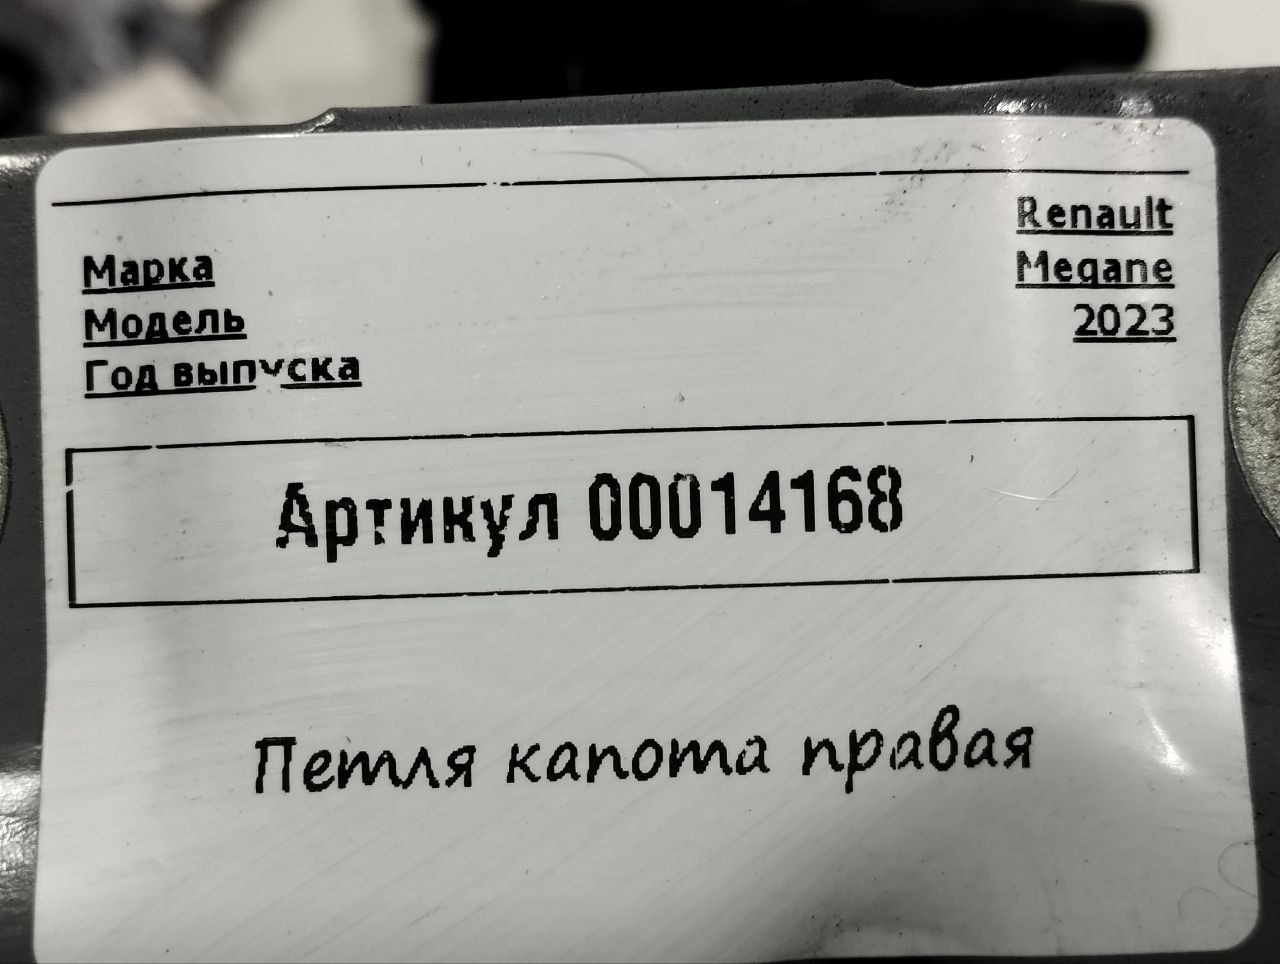 Марка Renault
Модель Megane
Год выпуска 2023
Артикул 00014168
Петля капота правая